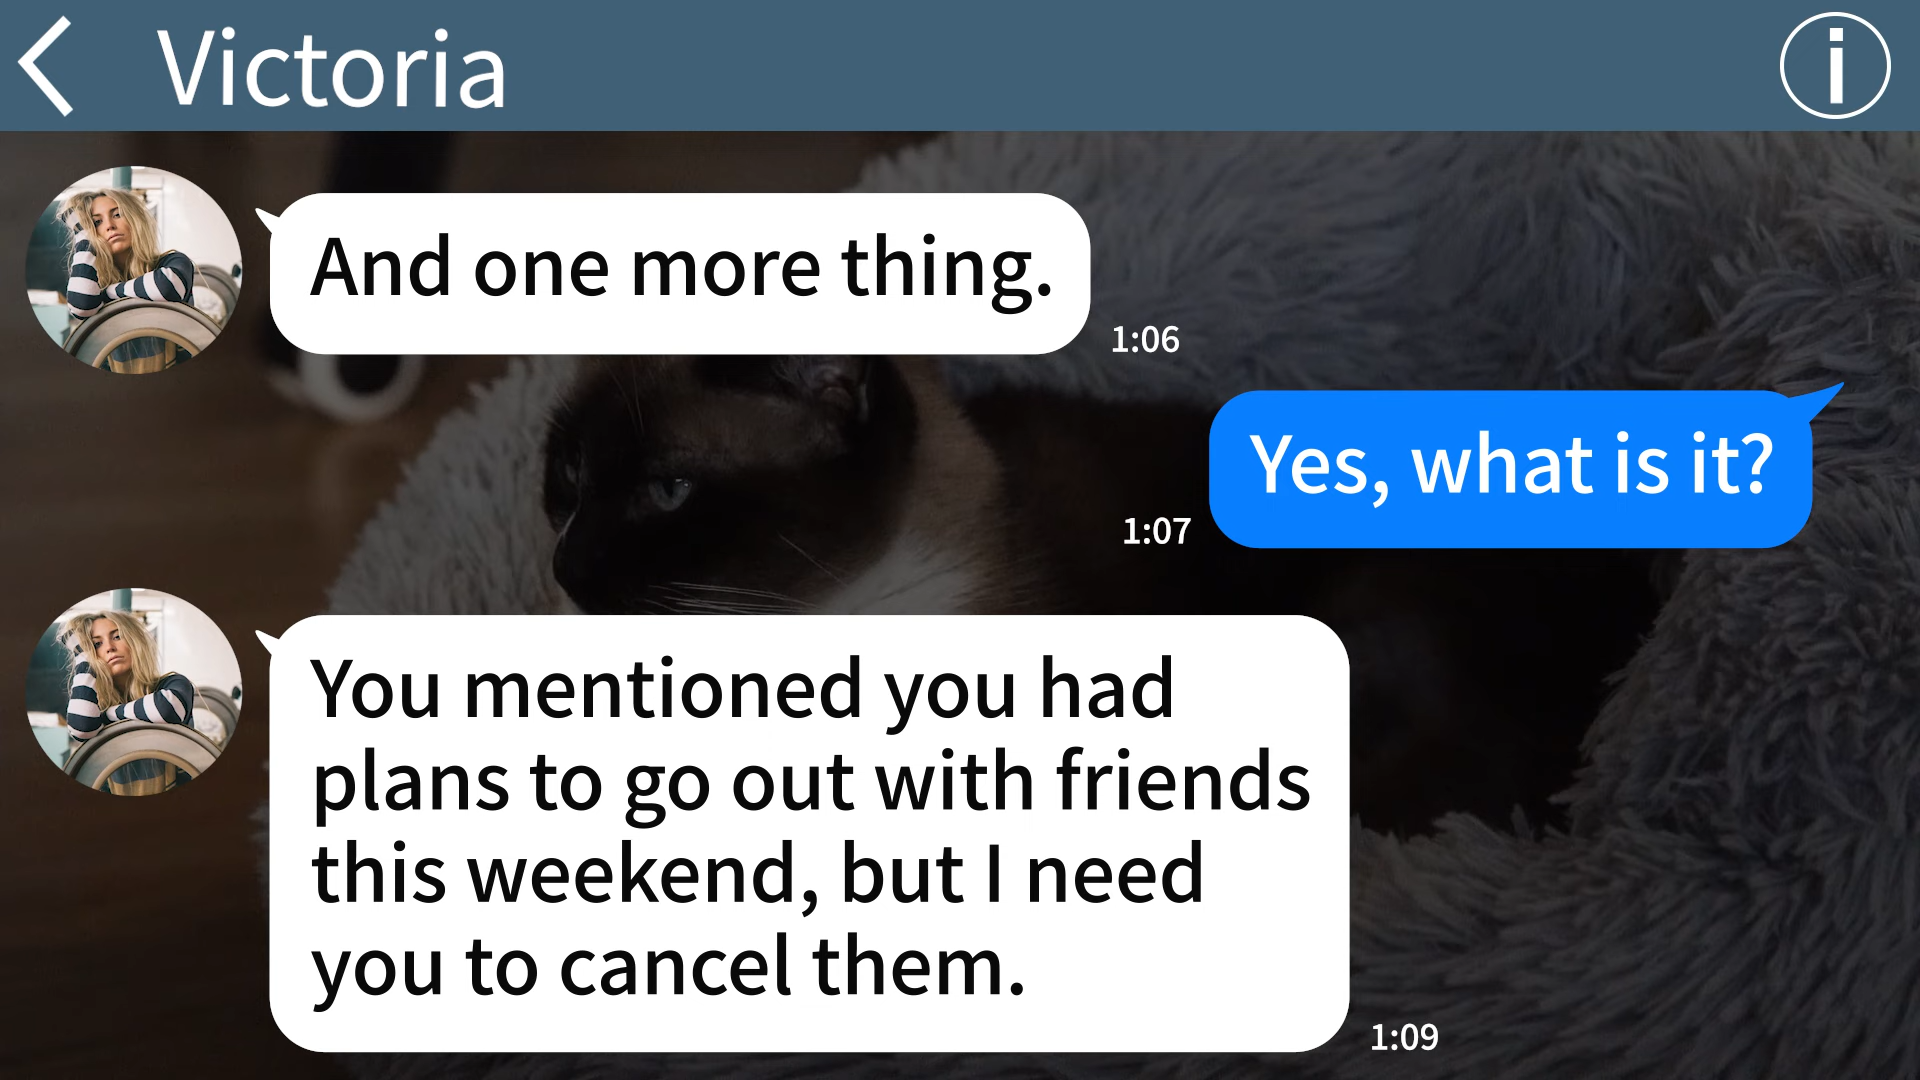 Victoria
And one more thing.
1:06
Yes, what is it?
1:07
You mentioned you had
plans to go out with friends
this weekend, but I need
you to cancel them.
1:09